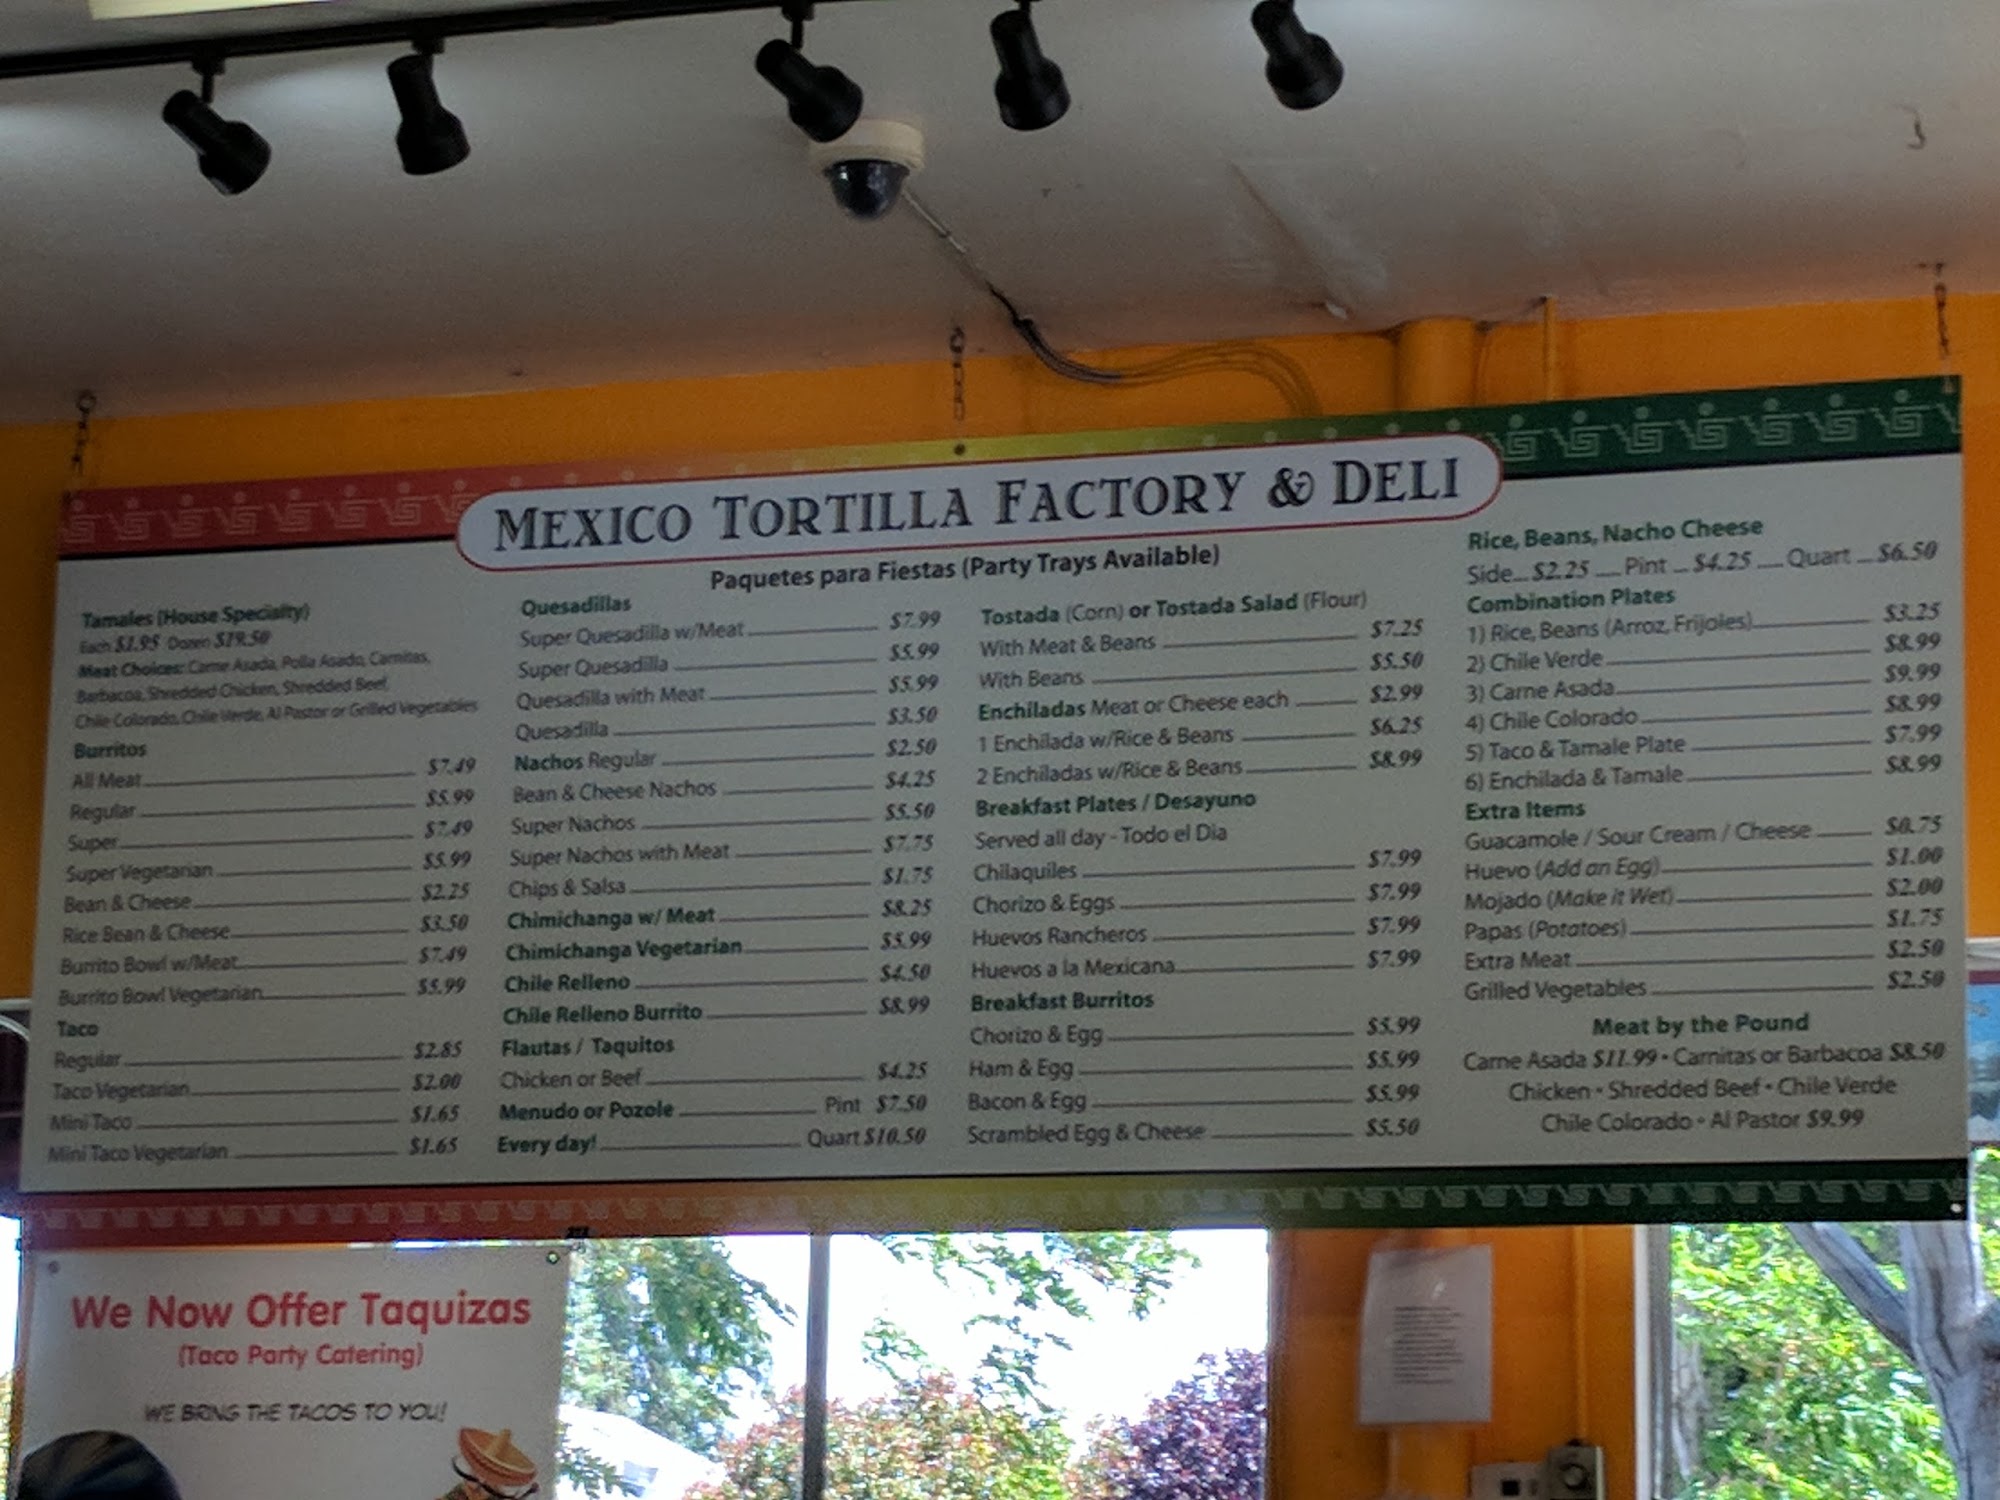 MEXICO TORTILLA FACTORY & DELI
Paquetes para Fiestas (Party Trays Available)
Tamales (House Specialty)
Each $1.95 Dozen $19.50
Meat Choices: Carne Asada, Polla Asado, Carnitas,
Barbacoa, Shredded Chicken, Shredded Beef,
Chile Colorado, Chile Verde, Al Pastor or Grilled Vegetables
Burritos
All Meat $7.49
Regular $5.99
Super $7.49
Super Vegetarian $5.99
Bean & Cheese $2.25
Rice Bean & Cheese $3.50
Burrito Bowl w/Meat $7.49
Burrito Bowl Vegetarian $5.99
Taco
Regular $2.85
Taco Vegetarian $2.00
Mini Taco $1.65
Mini Taco Vegetarian $1.65
Quesadillas
Super Quesadilla w/Meat $7.99
Super Quesadilla $5.99
Quesadilla with Meat $5.99
Quesadilla $3.50
Nachos Regular $2.50
Bean & Cheese Nachos $4.25
Super Nachos $5.50
Super Nachos with Meat $7.75
Chips & Salsa $1.75
Chimichanga w/ Meat $8.25
Chimichanga Vegetarian $5.99
Chile Relleno $4.50
Chile Relleno Burrito $8.99
Flautas / Taquitos
Chicken or Beef $4.25
Menudo or Pozole Pint $7.50
Every day! Quart $10.50
Tostada (Corn) or Tostada Salad (Flour)
With Meat & Beans $7.25
With Beans $5.50
Enchiladas Meat or Cheese each $2.99
1 Enchilada w/Rice & Beans $6.25
2 Enchiladas w/Rice & Beans $8.99
Breakfast Plates / Desayuno
Served all day - Todo el Dia
Chilaquiles $7.99
Chorizo & Eggs $7.99
Huevos Rancheros $7.99
Huevos a la Mexicana $7.99
Breakfast Burritos
Chorizo & Egg $5.99
Ham & Egg $5.99
Bacon & Egg $5.99
Scrambled Egg & Cheese $5.50
Rice, Beans, Nacho Cheese
Side $2.25 Pint $4.25 Quart $6.50
Combination Plates
1) Rice, Beans (Arroz, Frijoles) $3.25
2) Chile Verde $8.99
3) Carne Asada $9.99
4) Chile Colorado $8.99
5) Taco & Tamale Plate $7.99
6) Enchilada & Tamale $8.99
Extra Items
Guacamole / Sour Cream / Cheese $0.75
Huevo (Add an Egg) $1.00
Mojado (Make it Wet) $2.00
Papas (Potatoes) $1.75
Extra Meat $2.50
Grilled Vegetables $2.50
Meat by the Pound
Carne Asada $11.99 • Carnitas or Barbacoa $8.50
Chicken • Shredded Beef • Chile Verde
Chile Colorado • Al Pastor $9.99
We Now Offer Taquizas
(Taco Party Catering)
WE BRING THE TACOS TO YOU!